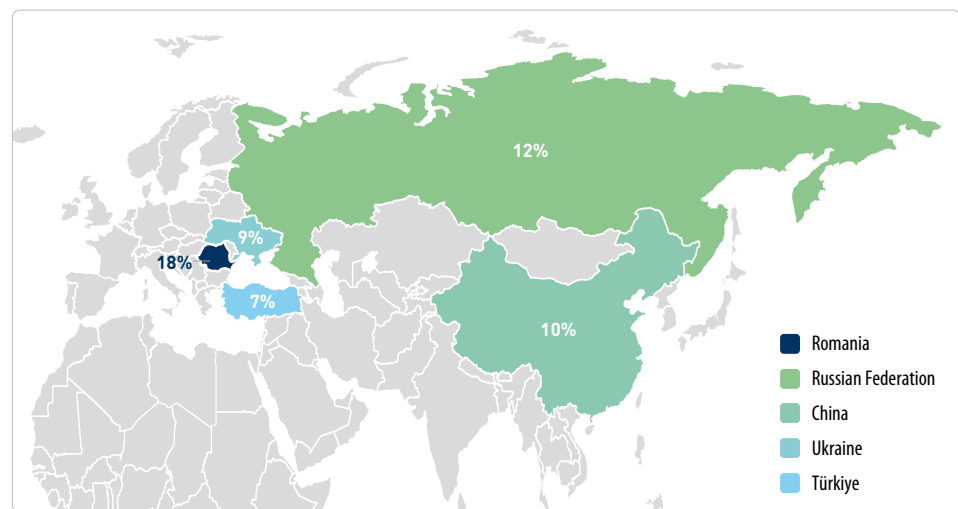 12%
9%
18%
7%
10%
Romania
Russian Federation
China
Ukraine
Türkiye